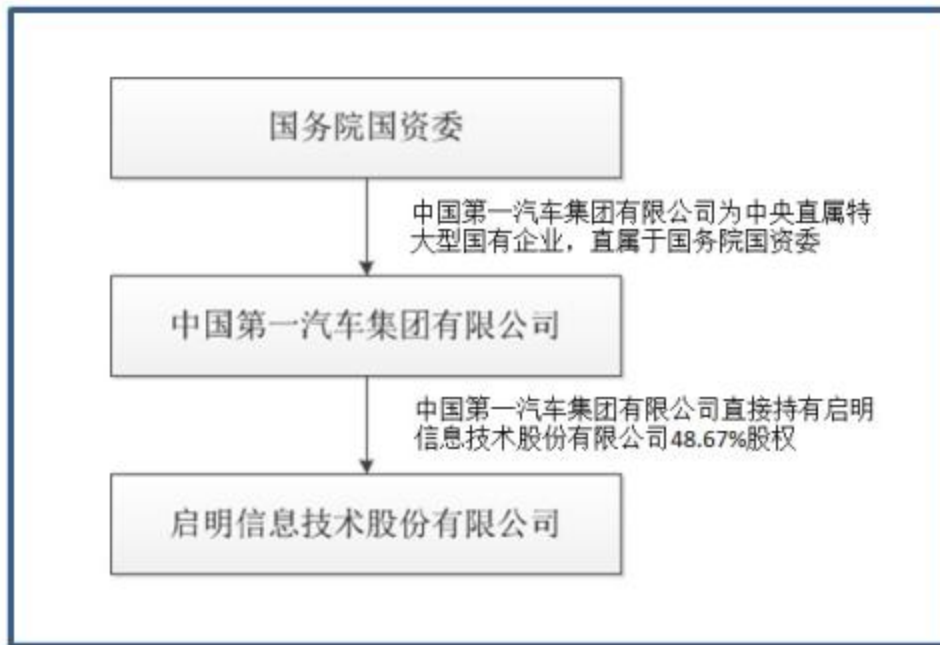 国务院国资委
中国第一汽车集团有限公司为中央直属特
大型国有企业，直属于国务院国资委
中国第一汽车集团有限公司
中国第一汽车集团有限公司直接持有启明
信息技术股份有限公司48.67%股权
启明信息技术股份有限公司